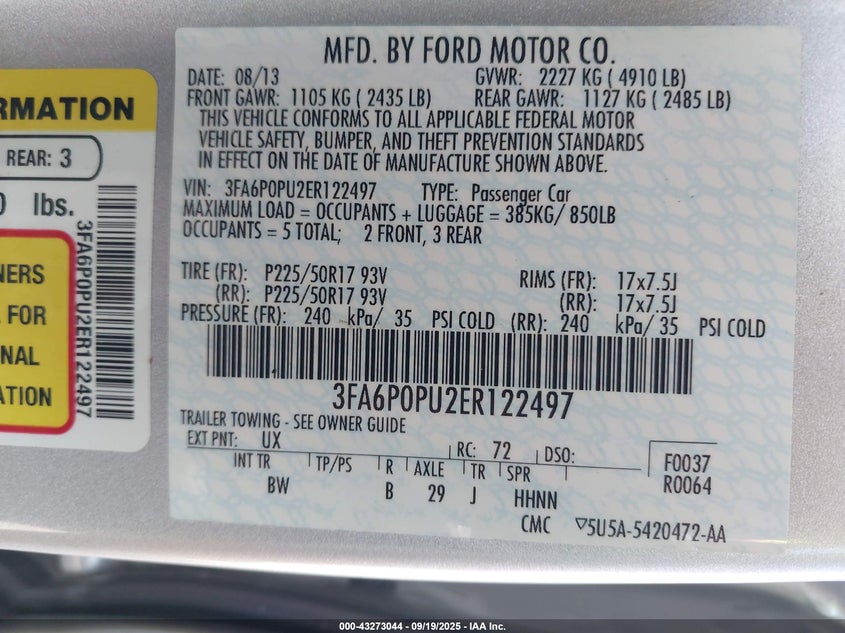 MFD. BY FORD MOTOR CO.
DATE: 08/13 GVWR: 2227 KG ( 4910 LB)
FRONT GAWR: 1105 KG ( 2435 LB) REAR GAWR: 1127 KG ( 2485 LB)
THIS VEHICLE CONFORMS TO ALL APPLICABLE FEDERAL MOTOR
VEHICLE SAFETY, BUMPER, AND THEFT PREVENTION STANDARDS
IN EFFECT ON THE DATE OF MANUFACTURE SHOWN ABOVE.
VIN: 3FA6P0PU2ER122497 TYPE: Passenger Car
MAXIMUM LOAD = OCCUPANTS + LUGGAGE = 385KG/ 850LB
OCCUPANTS = 5 TOTAL; 2 FRONT, 3 REAR
TIRE (FR): P225/50R17 93V RIMS (FR): 17x7.5J
(RR): P225/50R17 93V (RR): 17x7.5J
PRESSURE (FR): 240 kPa/ 35 PSI COLD (RR): 240 kPa/ 35 PSI COLD
3FA6P0PU2ER122497
TRAILER TOWING - SEE OWNER GUIDE
EXT PNT: UX RC: 72 DSO:
INT TR TP/PS R AXLE TR SPR
BW B 29 J HHNN
F0037
R0064
CMC ▽5U5A-5420472-AA
RMATION
REAR: 3
0 lbs.
3FA6P0PU2ER122497
NERS
FOR
NAL
ATION
000-43273044 - 09/19/2025 - IAA Inc.